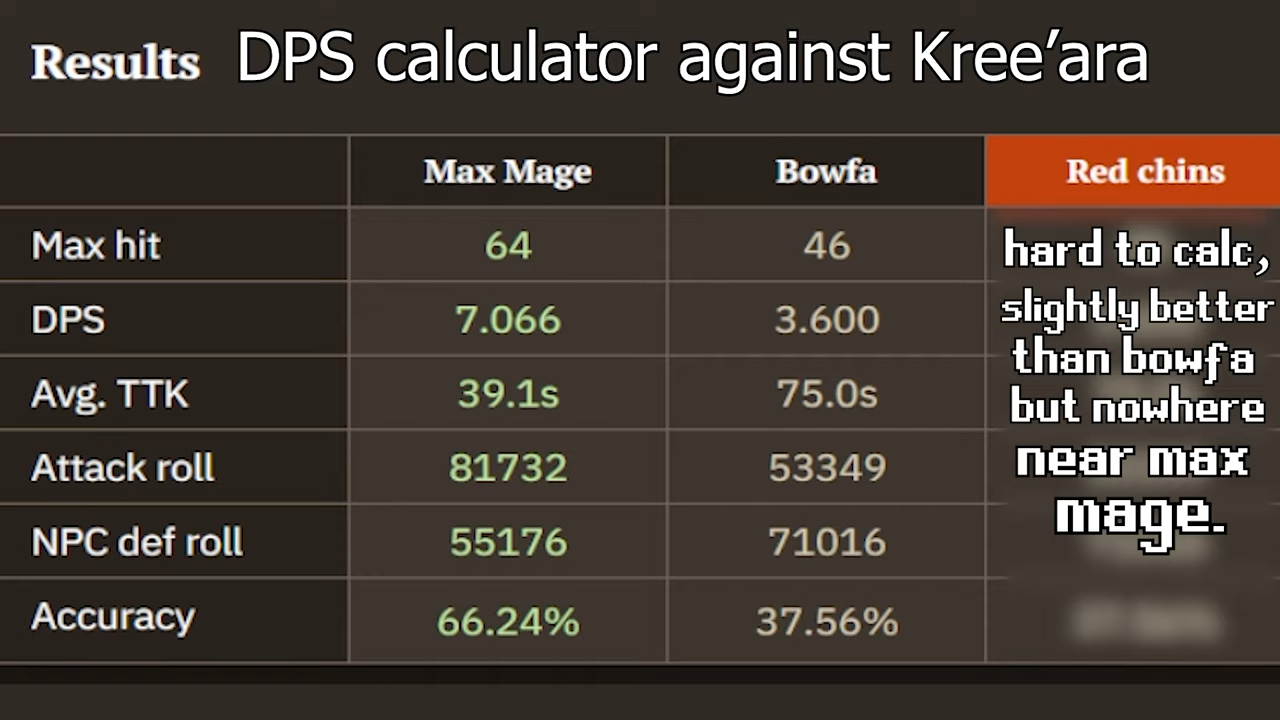 Results DPS calculator against Kree'ara
Max Mage Bowfa Red chins
Max hit 64 46 hard to calc,
DPS 7.066 3.600 slightly better
than bowfa
Avg. TTK 39.1s 75.0s but nowhere
Attack roll 81732 53349 near max
NPC def roll 55176 71016 mage.
Accuracy 66.24% 37.56%